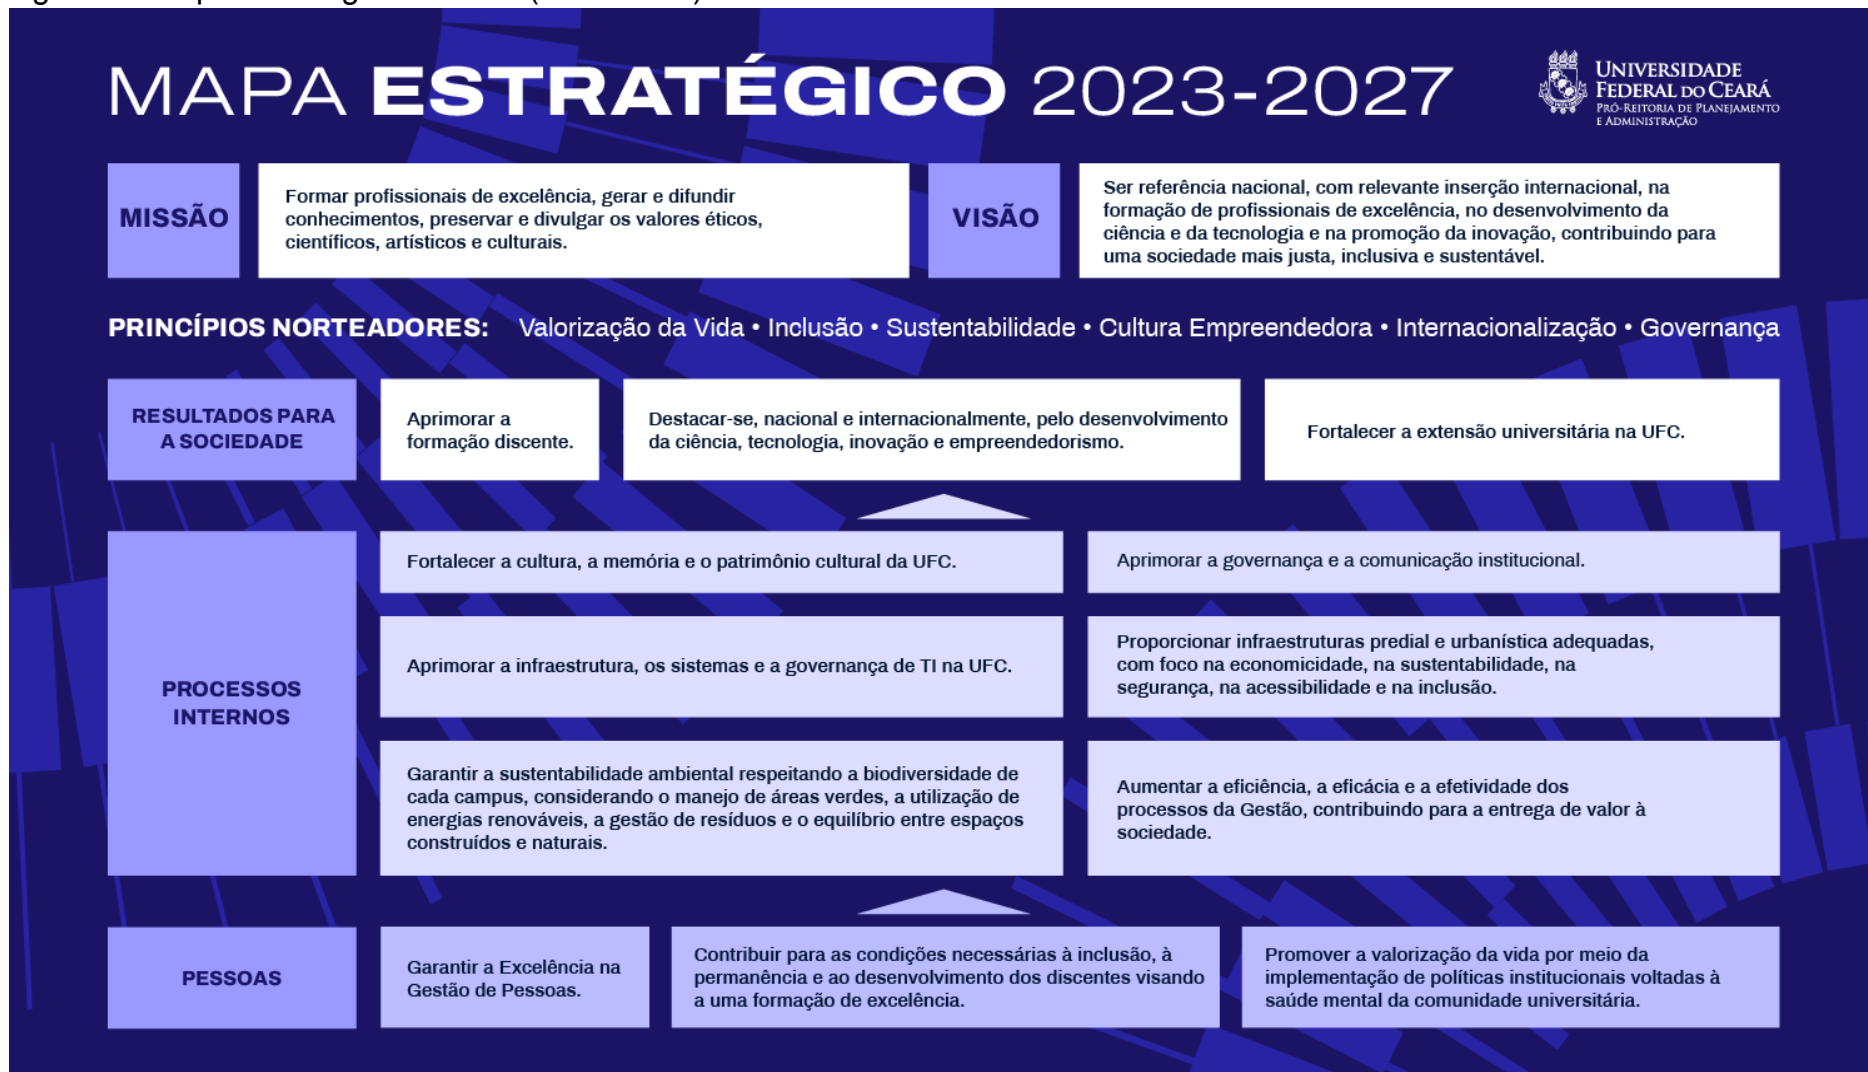 MAPA ESTRATÉGICO 2023-2027
UNIVERSIDADE
FEDERAL DO CEARÁ
PRÓ-REITORIA DE PLANEJAMENTO
E ADMINISTRAÇÃO
MISSÃO
Formar profissionais de excelência, gerar e difundir
conhecimentos, preservar e divulgar os valores éticos,
científicos, artísticos e culturais.
VISÃO
Ser referência nacional, com relevante inserção internacional, na
formação de profissionais de excelência, no desenvolvimento da
ciência e da tecnologia e na promoção da inovação, contribuindo para
uma sociedade mais justa, inclusiva e sustentável.
PRINCÍPIOS NORTEADORES: Valorização da Vida • Inclusão • Sustentabilidade • Cultura Empreendedora • Internacionalização • Governança
RESULTADOS PARA
A SOCIEDADE
Aprimorar a
formação discente.
Destacar-se, nacional e internacionalmente, pelo desenvolvimento
da ciência, tecnologia, inovação e empreendedorismo.
Fortalecer a extensão universitária na UFC.
PROCESSOS
INTERNOS
Fortalecer a cultura, a memória e o patrimônio cultural da UFC.
Aprimorar a governança e a comunicação institucional.
Aprimorar a infraestrutura, os sistemas e a governança de TI na UFC.
Proporcionar infraestruturas predial e urbanística adequadas,
com foco na economicidade, na sustentabilidade, na
segurança, na acessibilidade e na inclusão.
Garantir a sustentabilidade ambiental respeitando a biodiversidade de
cada campus, considerando o manejo de áreas verdes, a utilização de
energias renováveis, a gestão de resíduos e o equilíbrio entre espaços
construídos e naturais.
Aumentar a eficiência, a eficácia e a efetividade dos
processos da Gestão, contribuindo para a entrega de valor à
sociedade.
PESSOAS
Garantir a Excelência na
Gestão de Pessoas.
Contribuir para as condições necessárias à inclusão, à
permanência e ao desenvolvimento dos discentes visando
a uma formação de excelência.
Promover a valorização da vida por meio da
implementação de políticas institucionais voltadas à
saúde mental da comunidade universitária.